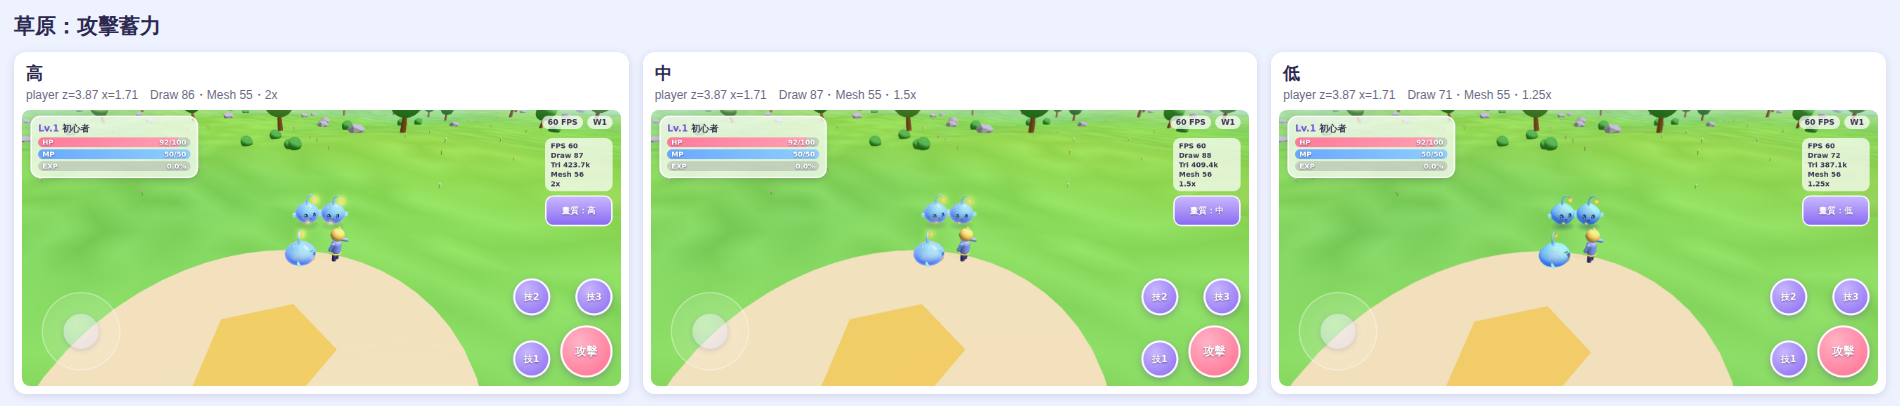 草原：攻擊蓄力
高
player z=3.87 x=1.71 Draw 86・Mesh 55・2x
Lv.1 初心者
HP 92/100
MP 50/50
EXP 0.0%
60 FPS W1
FPS 60
Draw 87
Tri 423.7k
Mesh 56
2x
畫質：高
技2 技3
技1 攻擊
中
player z=3.87 x=1.71 Draw 87・Mesh 55・1.5x
Lv.1 初心者
HP 92/100
MP 50/50
EXP 0.0%
60 FPS W1
FPS 60
Draw 88
Tri 409.4k
Mesh 56
1.5x
畫質：中
技2 技3
技1 攻擊
低
player z=3.87 x=1.71 Draw 71・Mesh 55・1.25x
Lv.1 初心者
HP 92/100
MP 50/50
EXP 0.0%
60 FPS W1
FPS 60
Draw 72
Tri 387.1k
Mesh 56
1.25x
畫質：低
技2 技3
技1 攻擊